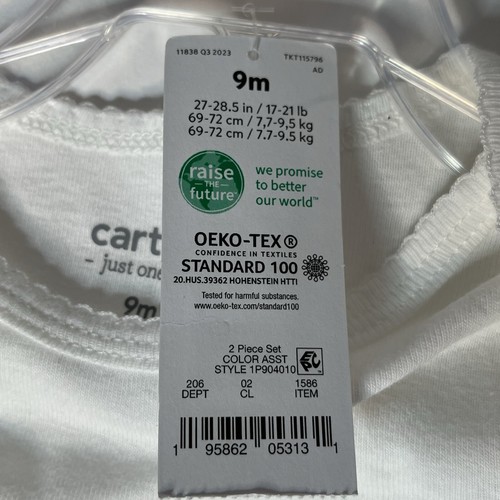 11838 Q3 2023 TKT115796
AD
9m
27-28.5 in / 17-21 lb
69-72 cm / 7,7-9,5 kg
69-72 cm / 7.7-9.5 kg
raise
THE
future
we promise
to better
our world™
OEKO-TEX®
CONFIDENCE IN TEXTILES
STANDARD 100
20.HUS.39362 HOHENSTEIN HTTI
Tested for harmful substances.
www.oeko-tex.com/standard100
2 Piece Set
COLOR ASST
STYLE 1P904010
206 02 1586
DEPT CL ITEM
1 95862 05313 1
cart
- just one
9m